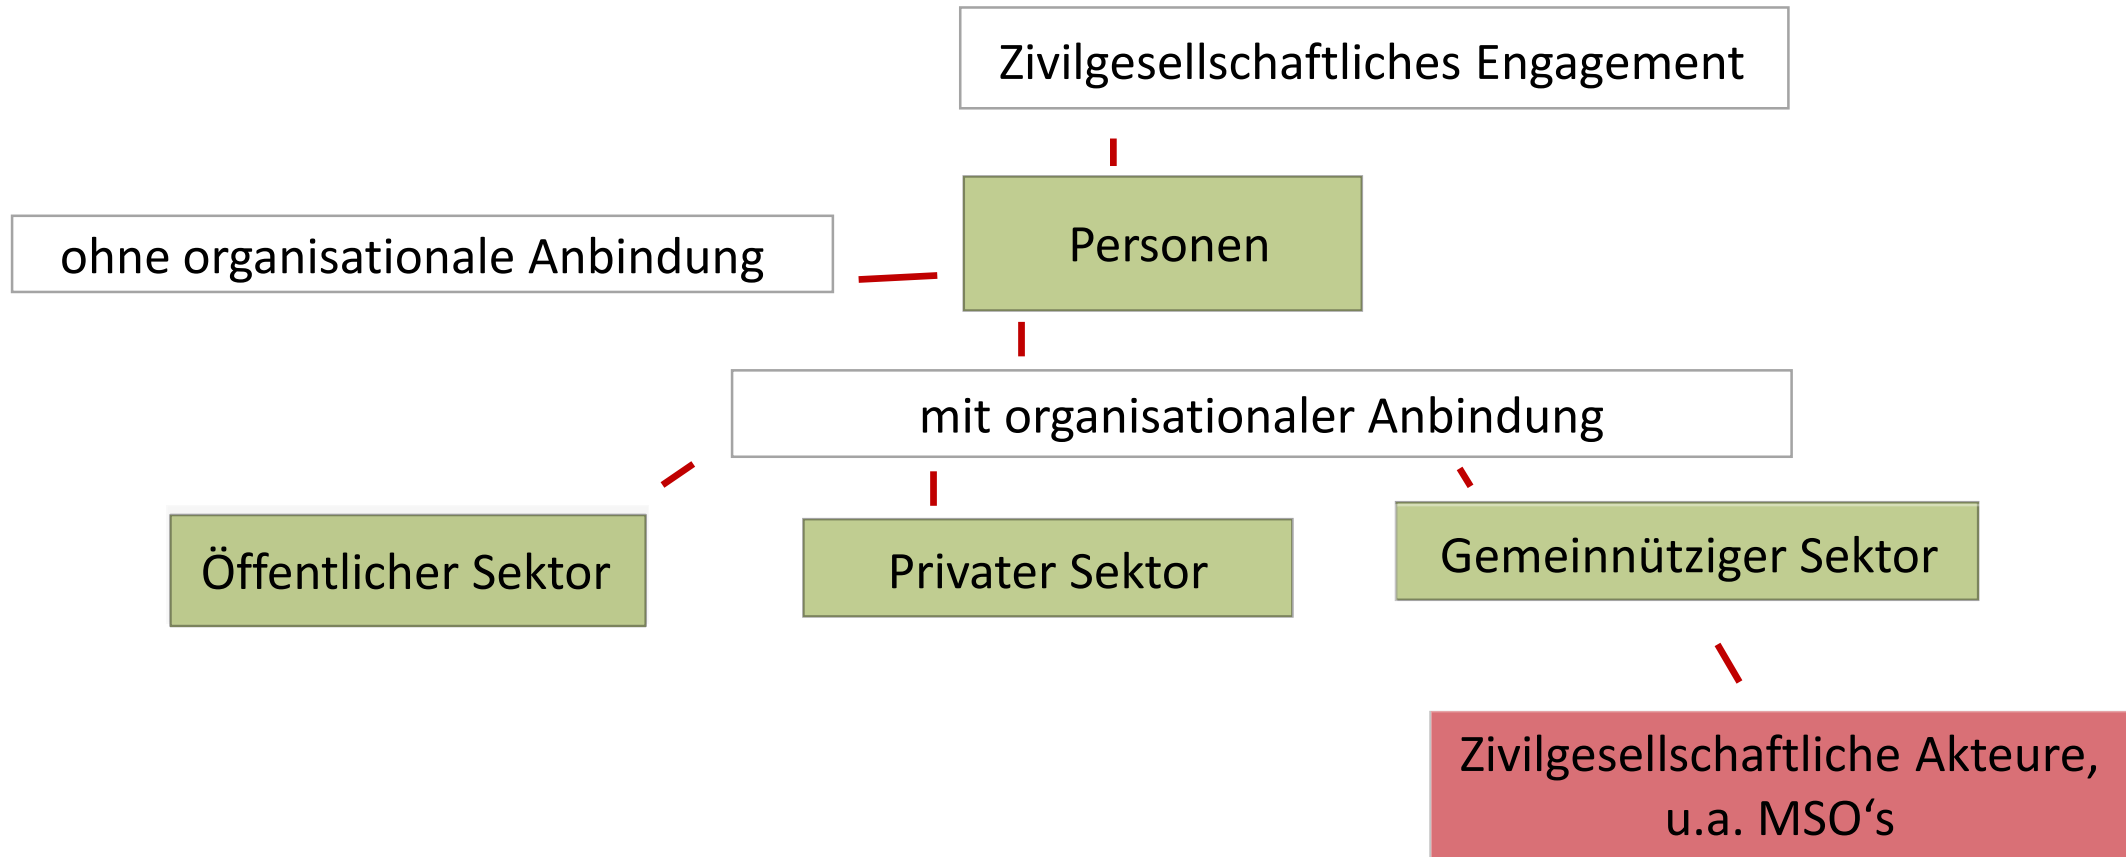 Zivilgesellschaftliches Engagement
Personen
ohne organisationale Anbindung
mit organisationaler Anbindung
Öffentlicher Sektor
Privater Sektor
Gemeinnütziger Sektor
Zivilgesellschaftliche Akteure,
u.a. MSO‘s